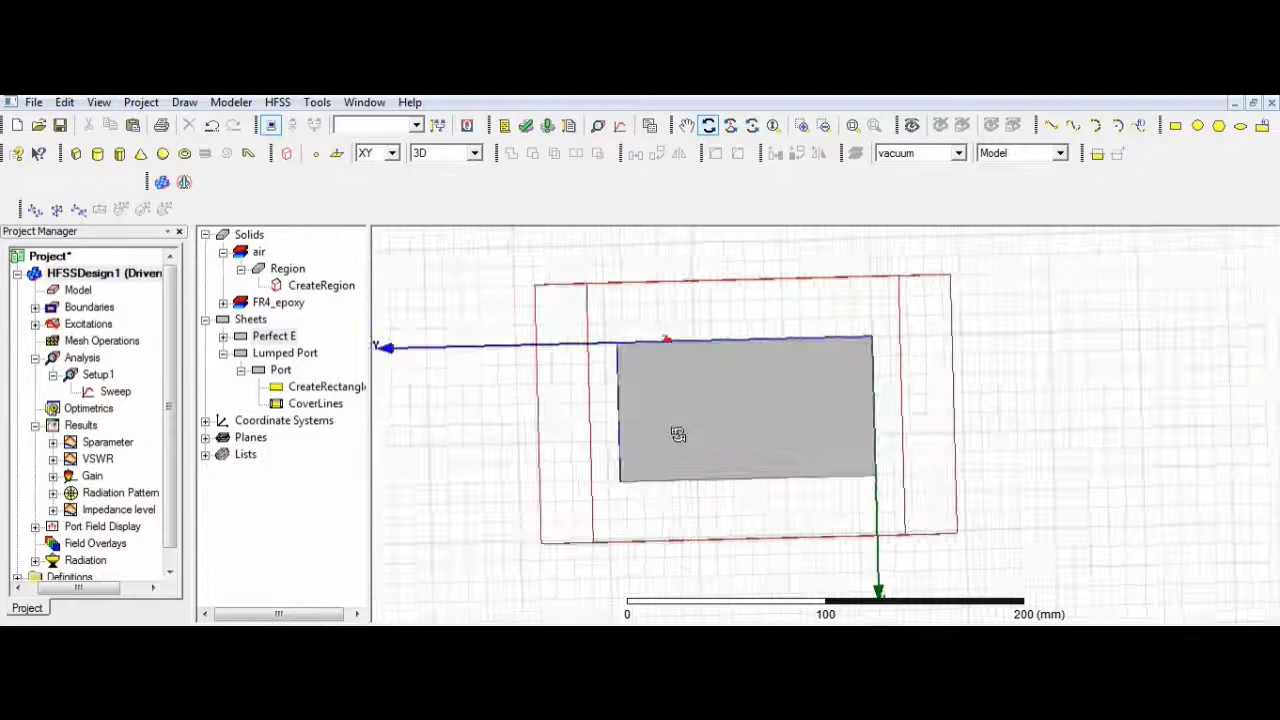 File Edit View Project Draw Modeler HFSS Tools Window Help
XY 3D vacuum Model
Project Manager
Project*
HFSSDesign1 (Driven
Model
Boundaries
Excitations
Mesh Operations
Analysis
Setup1
Sweep
Optimetrics
Results
Sparameter
VSWR
Gain
Radiation Pattern
Impedance level
Port Field Display
Field Overlays
Radiation
Definitions
Project
Solids
air
Region
CreateRegion
FR4_epoxy
Sheets
Perfect E
Lumped Port
Port
CreateRectangl
CoverLines
Coordinate Systems
Planes
Lists
Y
0 100 200 (mm)